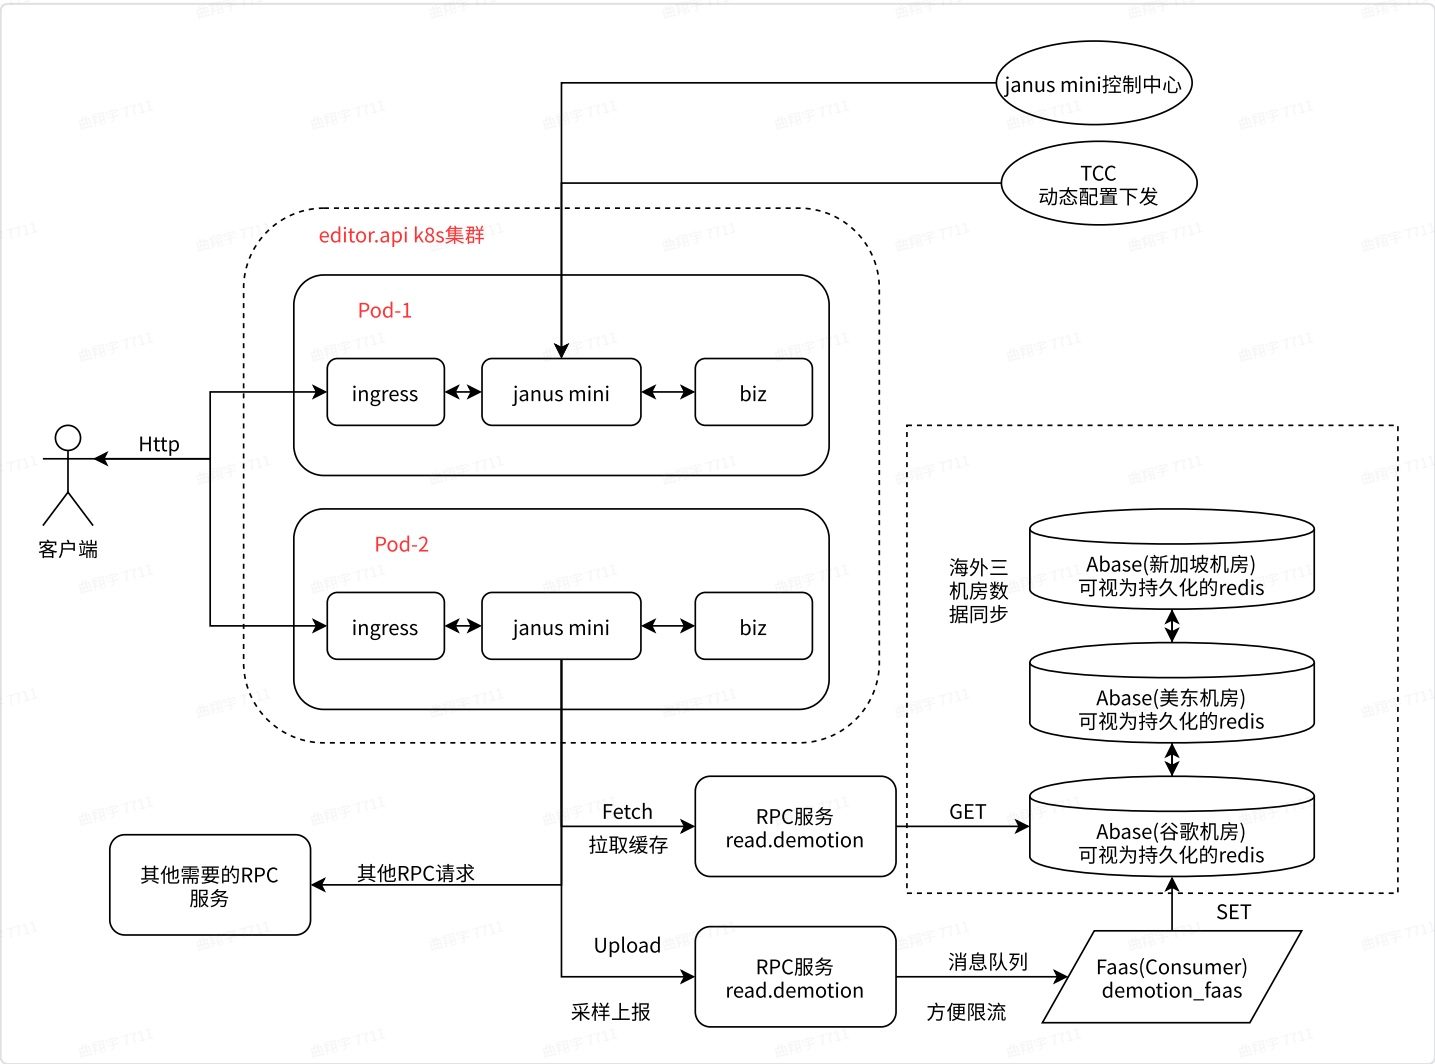 janus mini控制中心
TCC
动态配置下发
editor.api k8s集群
Pod-1
ingress
janus mini
biz
Http
客户端
Pod-2
ingress
janus mini
biz
海外三
机房数
据同步
Abase(新加坡机房)
可视为持久化的redis
Abase(美东机房)
可视为持久化的redis
Abase(谷歌机房)
可视为持久化的redis
Fetch
拉取缓存
RPC服务
read.demotion
GET
其他需要的RPC
服务
其他RPC请求
SET
Upload
采样上报
RPC服务
read.demotion
消息队列
方便限流
Faas(Consumer)
demotion_faas
曲翔宇 7711